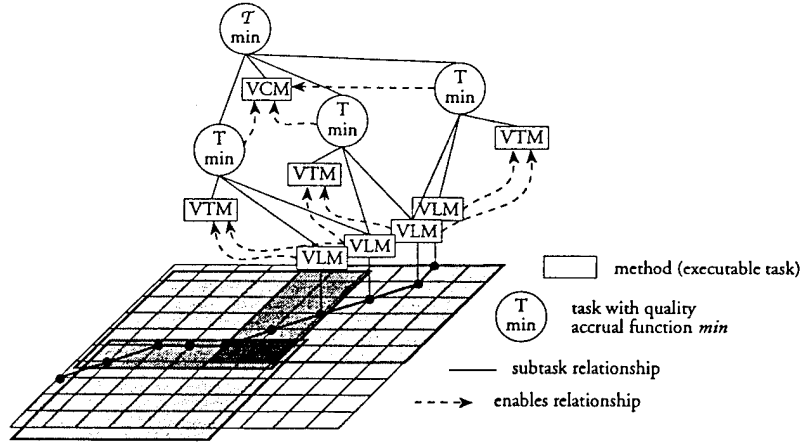 𝒯
min
VCM
T
min
T
min
T
min
VTM
VTM
VTM
VLM
VLM
VLM
VLM
method (executable task)
T
min
task with quality
accrual function min
subtask relationship
enables relationship